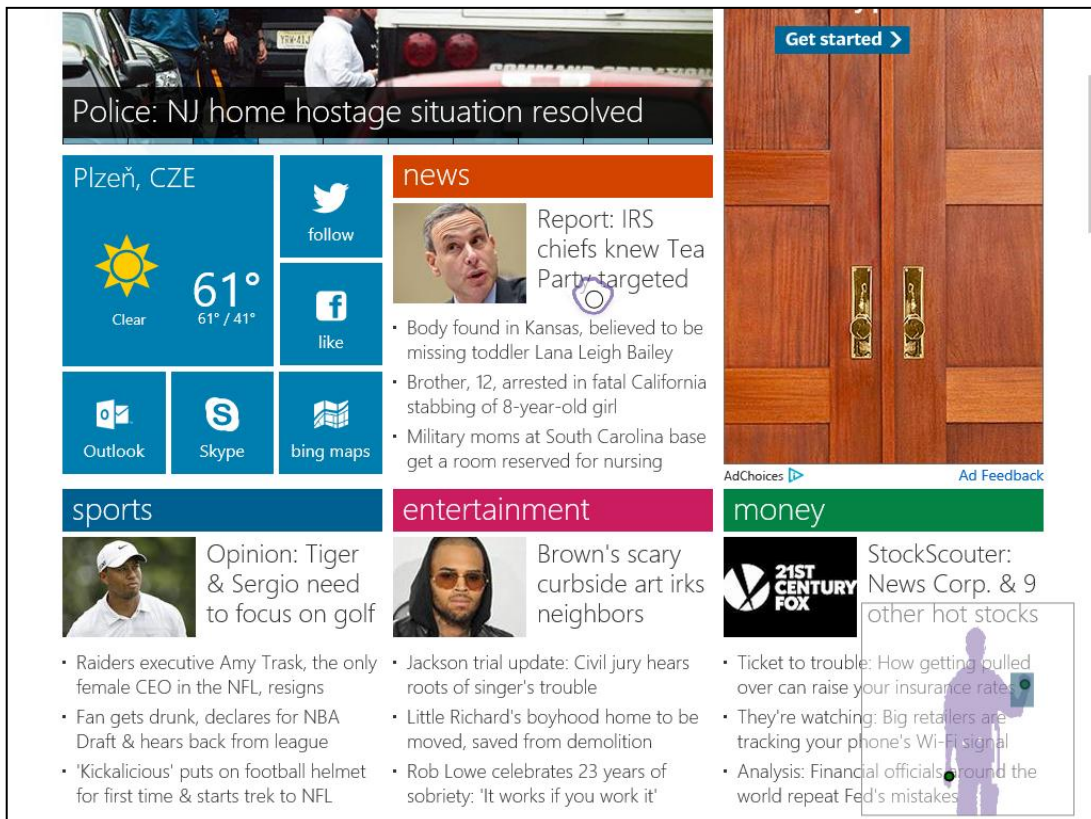 YRW-41J
COMMAND OPERATION
Get started
Police: NJ home hostage situation resolved
Plzeň, CZE
61°
61° / 41°
Clear
follow
like
Outlook
Skype
bing maps
news
Report: IRS
chiefs knew Tea
Party targeted
Body found in Kansas, believed to be
missing toddler Lana Leigh Bailey
Brother, 12, arrested in fatal California
stabbing of 8-year-old girl
Military moms at South Carolina base
get a room reserved for nursing
AdChoices
Ad Feedback
sports
Opinion: Tiger
& Sergio need
to focus on golf
Raiders executive Amy Trask, the only
female CEO in the NFL, resigns
Fan gets drunk, declares for NBA
Draft & hears back from league
'Kickalicious' puts on football helmet
for first time & starts trek to NFL
entertainment
Brown's scary
curbside art irks
neighbors
Jackson trial update: Civil jury hears
roots of singer's trouble
Little Richard's boyhood home to be
moved, saved from demolition
Rob Lowe celebrates 23 years of
sobriety: 'It works if you work it'
money
21ST
CENTURY
FOX
StockScouter:
News Corp. & 9
other hot stocks
Ticket to trouble: How getting pulled
over can raise your insurance rates
They're watching: Big retailers are
tracking your phone's Wi-Fi signal
Analysis: Financial officials around the
world repeat Fed's mistakes